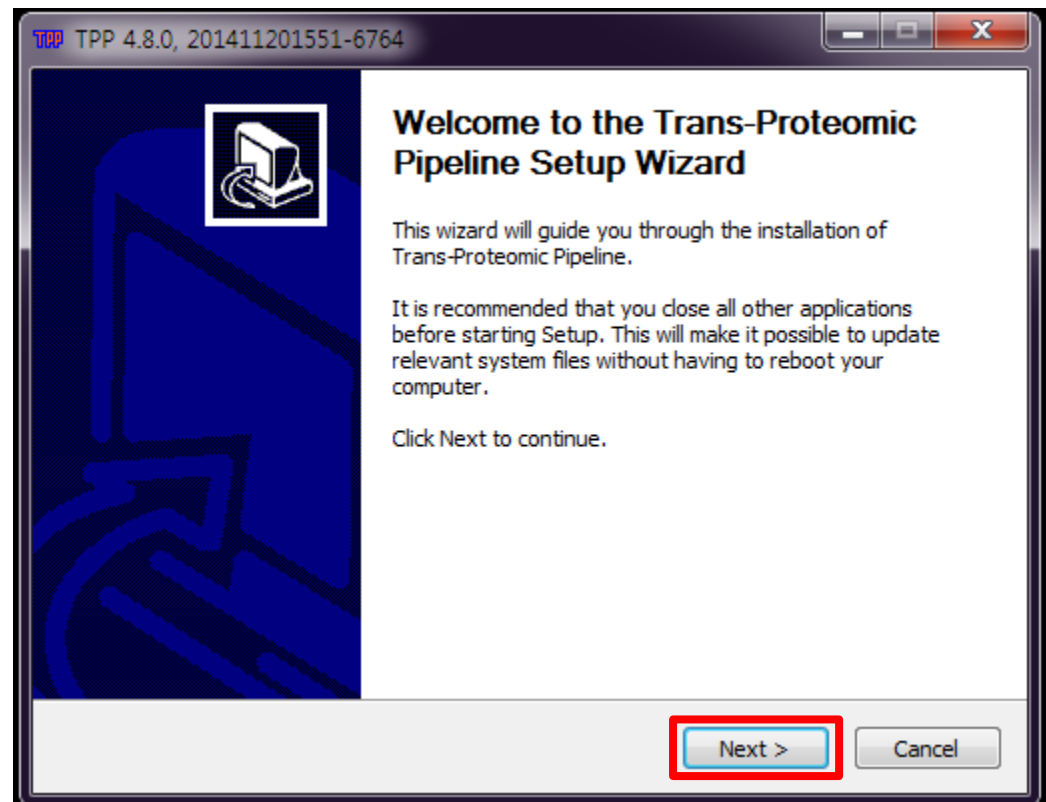 TPP TPP 4.8.0, 201411201551-6764
Welcome to the Trans-Proteomic
Pipeline Setup Wizard
This wizard will guide you through the installation of
Trans-Proteomic Pipeline.
It is recommended that you close all other applications
before starting Setup. This will make it possible to update
relevant system files without having to reboot your
computer.
Click Next to continue.
Next > Cancel